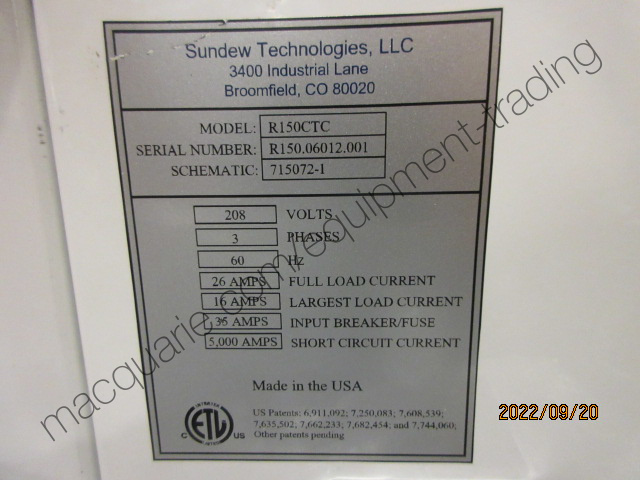 Sundew Technologies, LLC
3400 Industrial Lane
Broomfield, CO 80020
MODEL: R150CTC
SERIAL NUMBER: R150.06012.001
SCHEMATIC: 715072-1
208 VOLTS
3 PHASES
60 Hz
26 AMPS FULL LOAD CURRENT
16 AMPS LARGEST LOAD CURRENT
35 AMPS INPUT BREAKER/FUSE
5,000 AMPS SHORT CIRCUIT CURRENT
Made in the USA
C ETL US
INTERTEK
LISTED
US Patents: 6,911,092; 7,250,083; 7,608,539;
7,635,502; 7,662,233; 7,682,454; and 7,744,060;
Other patents pending.
macquarie.com/equipment-trading
2022/09/20